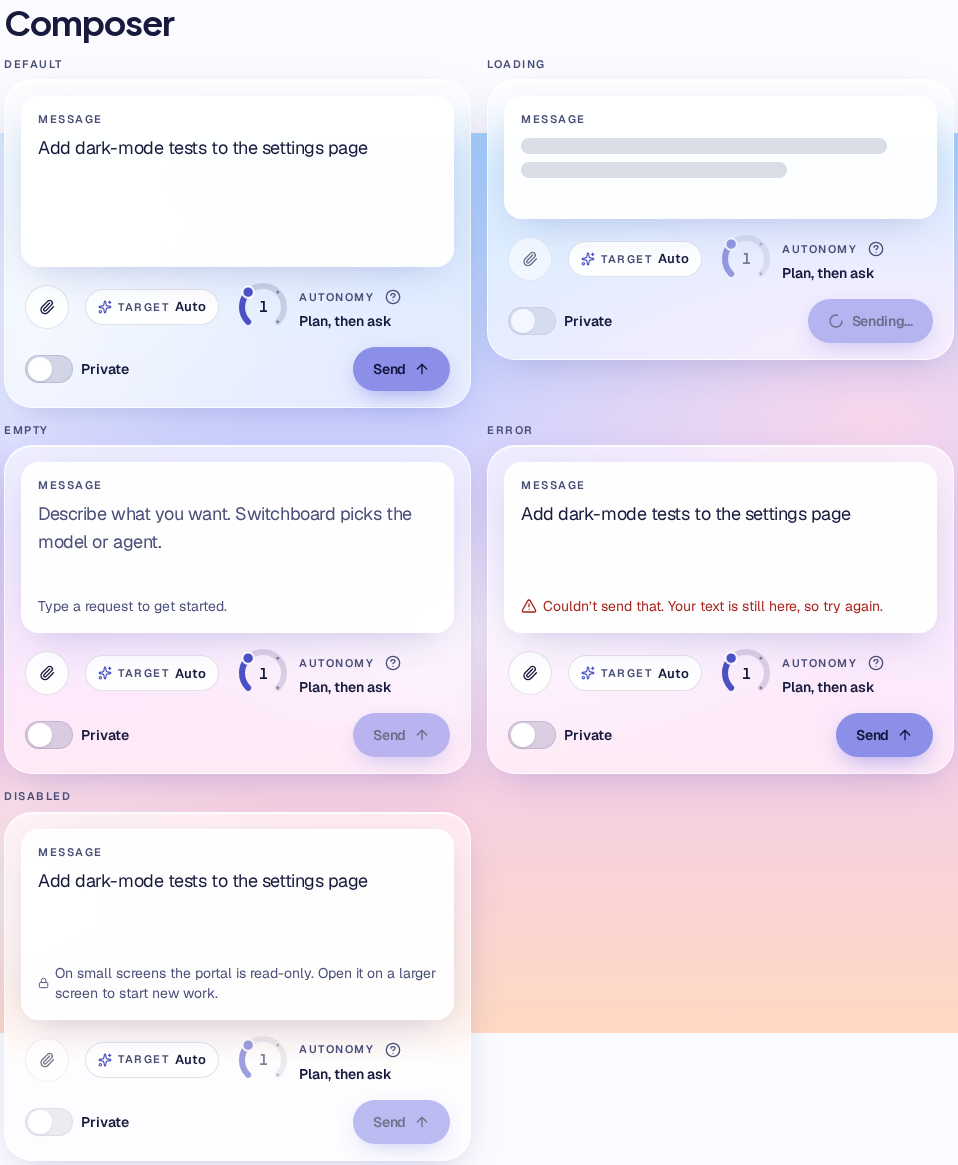 Composer
DEFAULT
MESSAGE
Add dark-mode tests to the settings page
TARGET Auto
1
AUTONOMY
Plan, then ask
Private
Send
LOADING
MESSAGE
TARGET Auto
1
AUTONOMY
Plan, then ask
Private
Sending...
EMPTY
MESSAGE
Describe what you want. Switchboard picks the
model or agent.
Type a request to get started.
TARGET Auto
1
AUTONOMY
Plan, then ask
Private
Send
ERROR
MESSAGE
Add dark-mode tests to the settings page
Couldn't send that. Your text is still here, so try again.
TARGET Auto
1
AUTONOMY
Plan, then ask
Private
Send
DISABLED
MESSAGE
Add dark-mode tests to the settings page
On small screens the portal is read-only. Open it on a larger
screen to start new work.
TARGET Auto
1
AUTONOMY
Plan, then ask
Private
Send